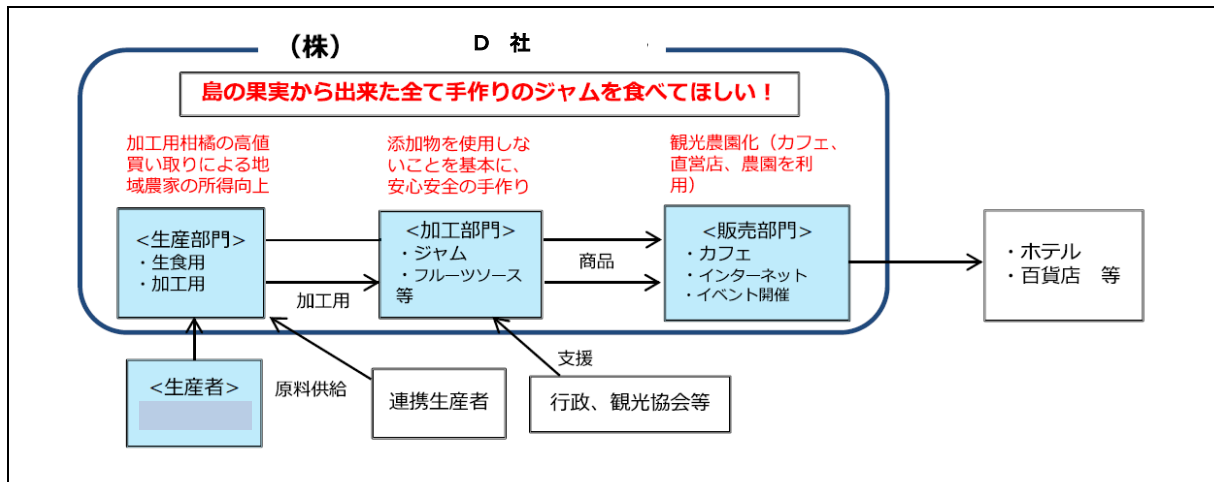 （株） D 社
島の果実から出来た全て手作りのジャムを食べてほしい！
加工用柑橘の高値
買い取りによる地
域農家の所得向上
添加物を使用しな
いことを基本に、
安心安全の手作り
観光農園化（カフェ、
直営店、農園を利
用）
<生産部門>
・生食用
・加工用
加工用
<加工部門>
・ジャム
・フルーツソース
等
商品
<販売部門>
・カフェ
・インターネット
・イベント開催
・ホテル
・百貨店 等
<生産者>
原料供給
連携生産者
支援
行政、観光協会等